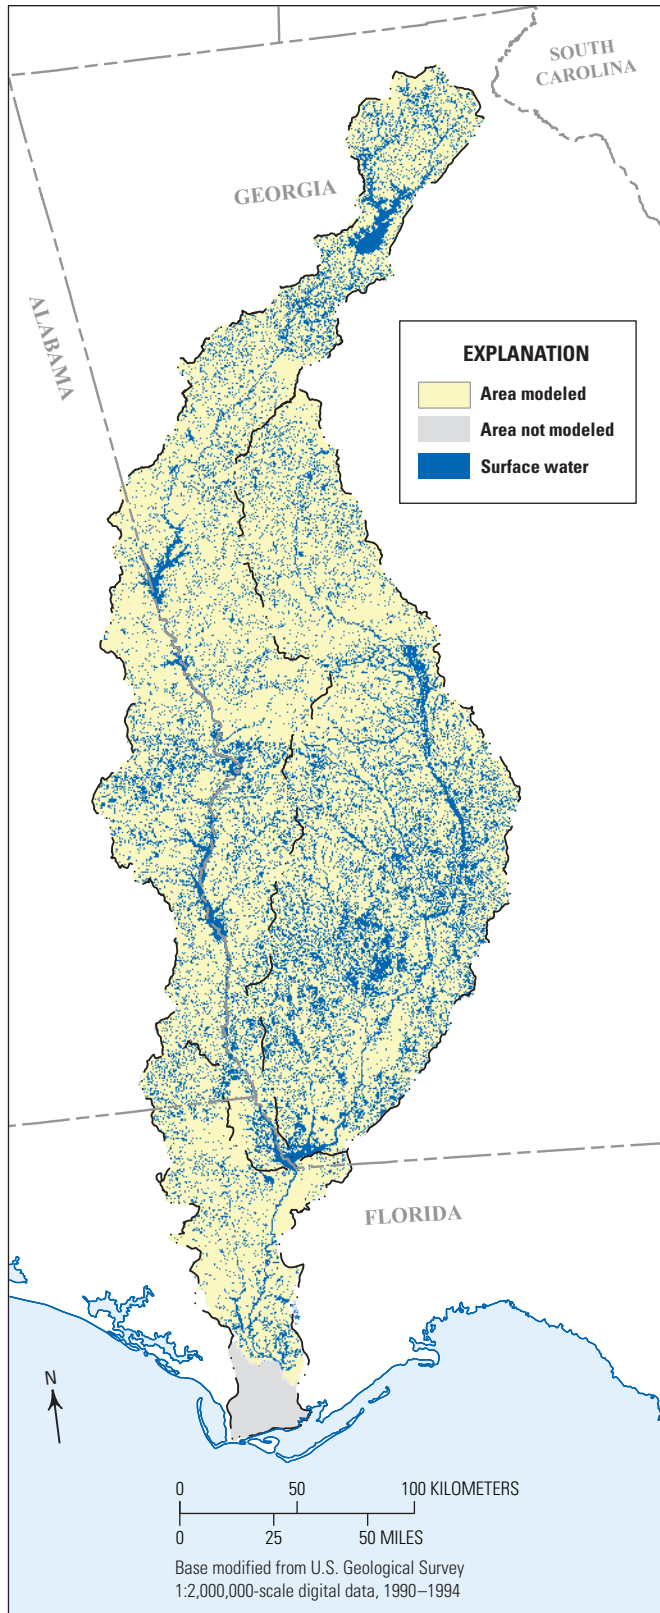 SOUTH
CAROLINA
GEORGIA
ALABAMA
EXPLANATION
Area modeled
Area not modeled
Surface water
FLORIDA
N
0 50 100 KILOMETERS
0 25 50 MILES
Base modified from U.S. Geological Survey
1:2,000,000-scale digital data, 1990–1994